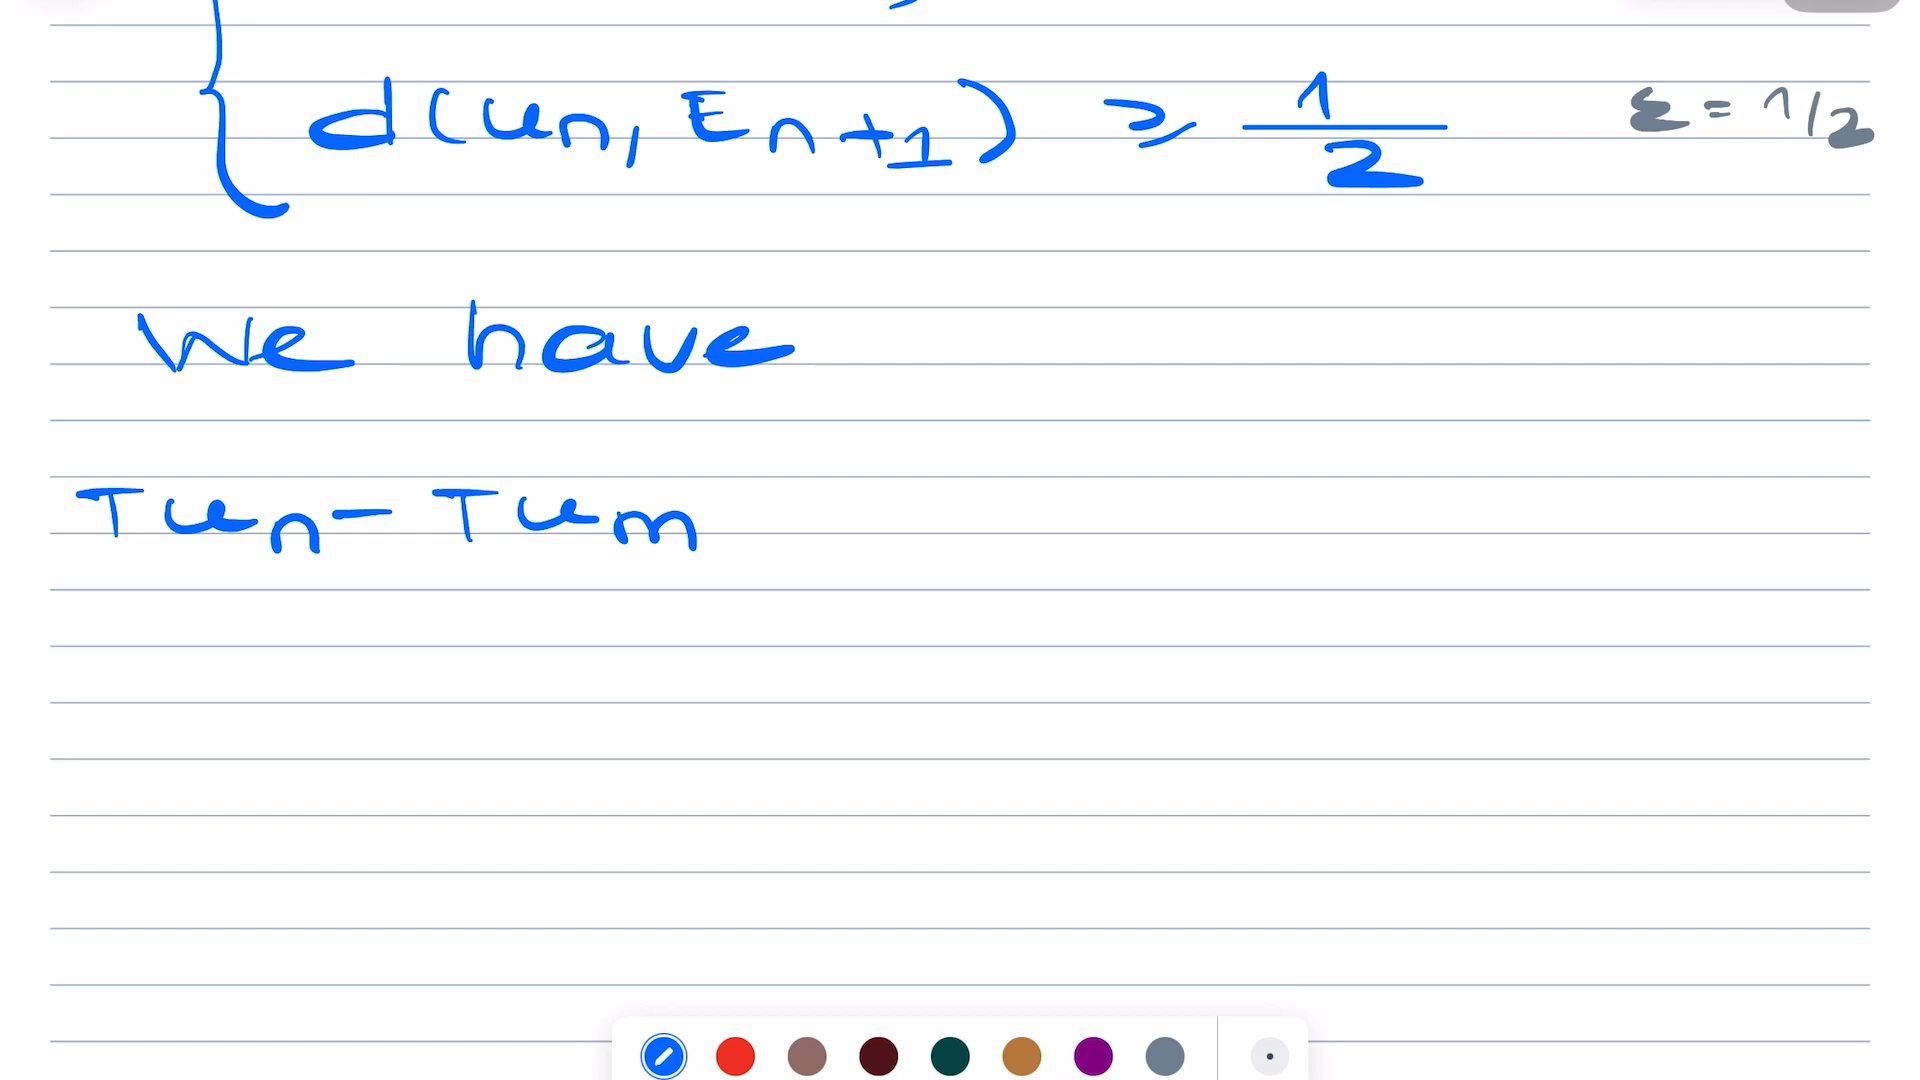 d(un, En+1) ≥ 1/2 ε = 1/2
We have
Tun - Tum